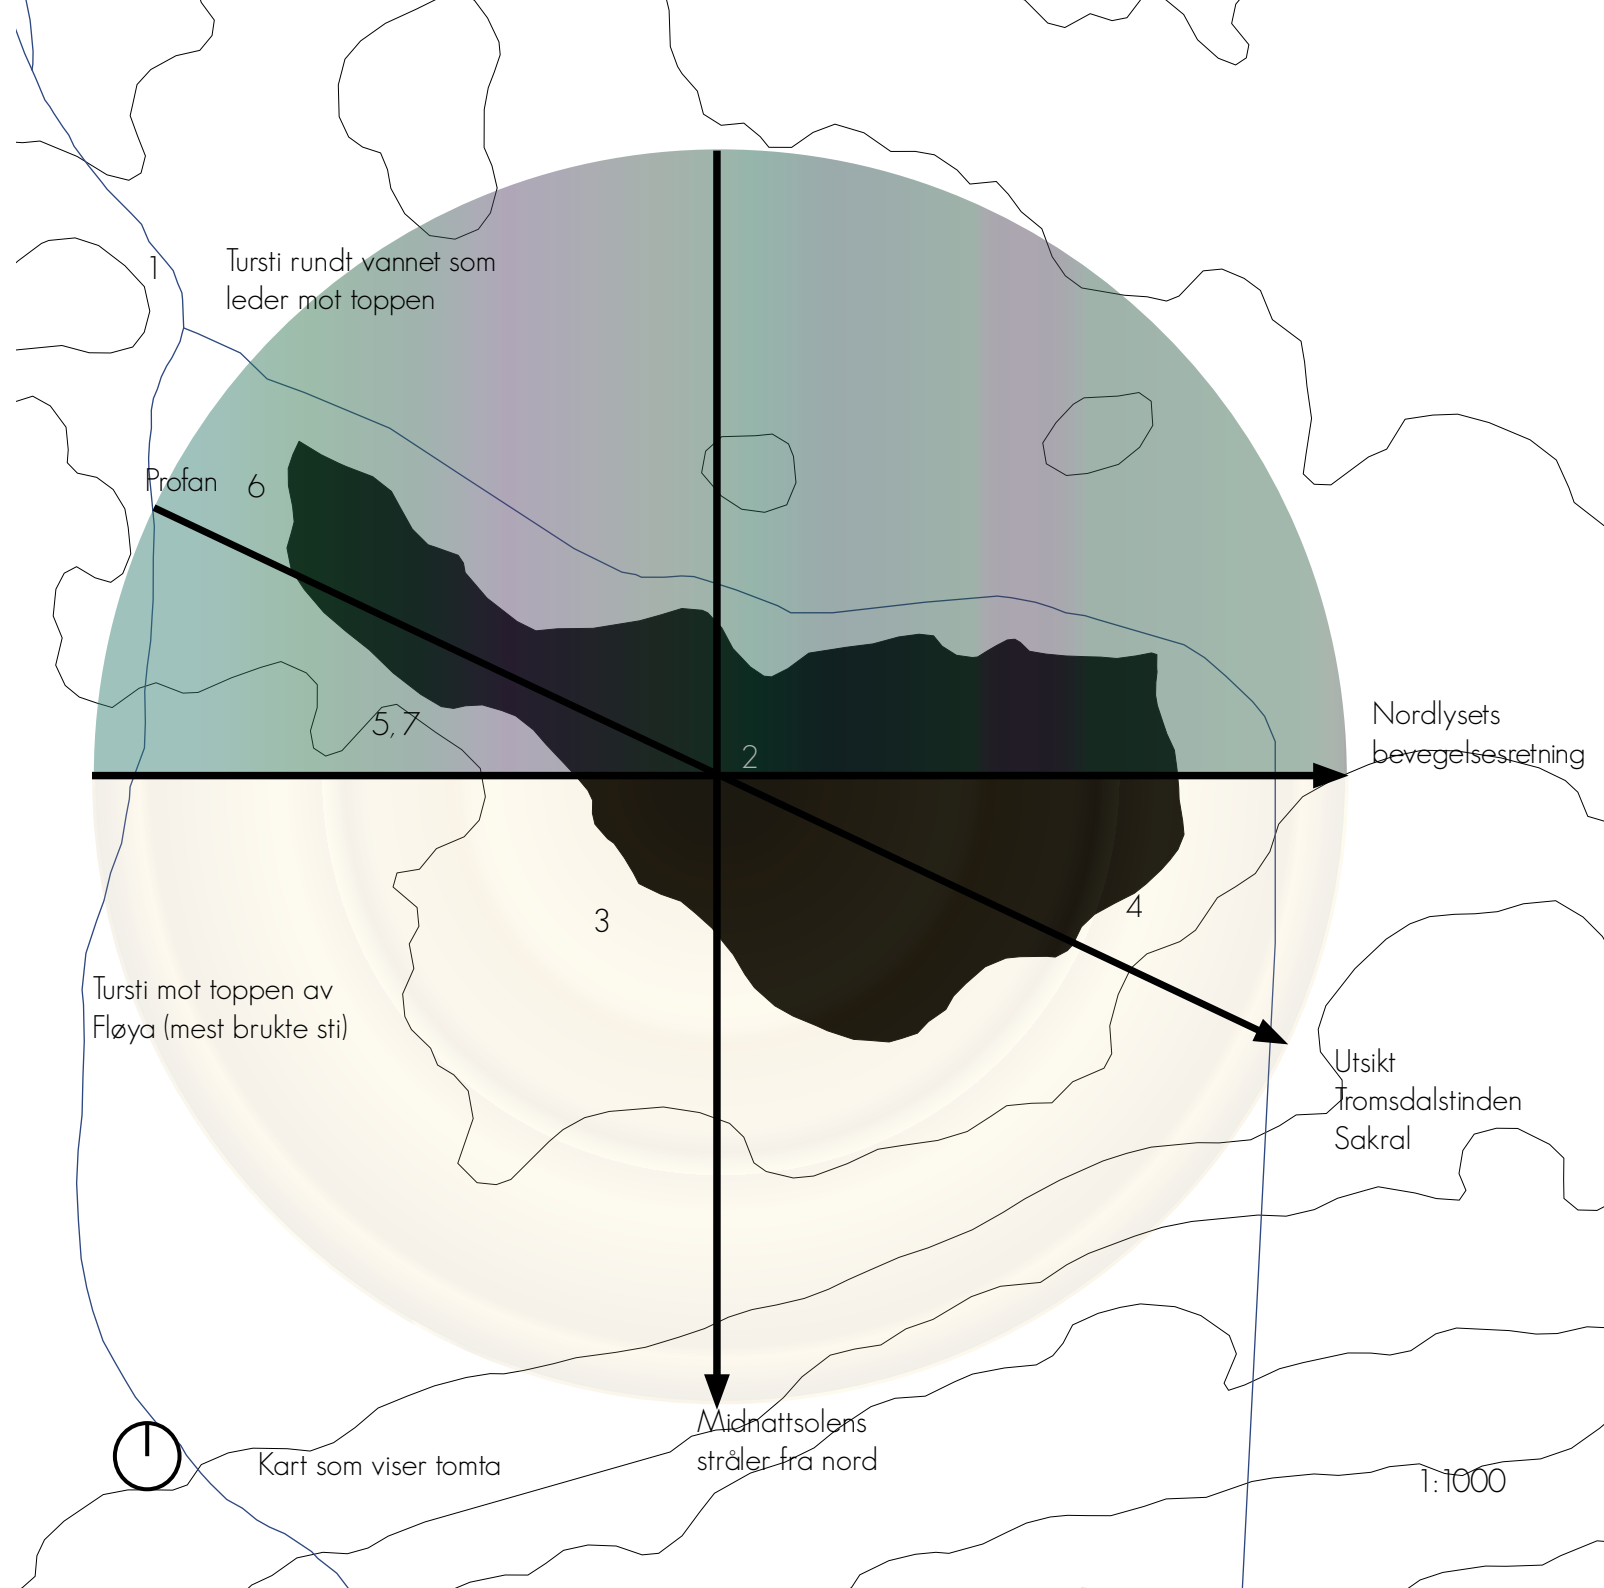 Tursti rundt vannet som
leder mot toppen
1
Profan
6
5,7
2
Nordlysets
bevegelsesretning
3
4
Tursti mot toppen av
Fløya (mest brukte sti)
Utsikt
Tromsdalstinden
Sakral
Midnattsolens
stråler fra nord
Kart som viser tomta
1:1000